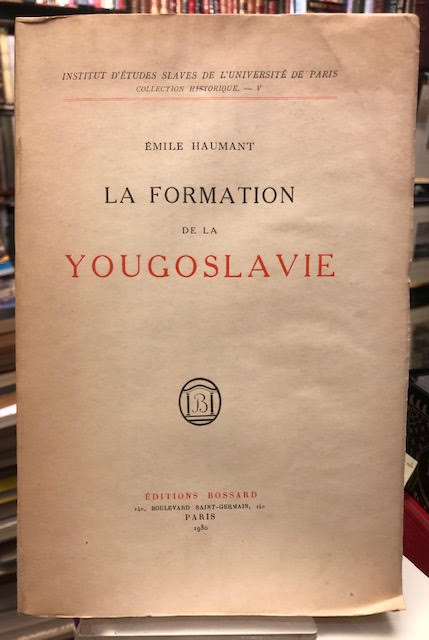 INSTITUT D'ÉTUDES SLAVES DE L'UNIVERSITÉ DE PARIS
COLLECTION HISTORIQUE. — V
ÉMILE HAUMANT
LA FORMATION
DE LA
YOUGOSLAVIE
B
ÉDITIONS BOSSARD
140, BOULEVARD SAINT-GERMAIN, 140
PARIS
1930